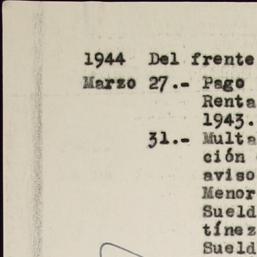 1944 Del frente
Marzo 27.- Pago
Renta
1943.
31.- Multa
ción
aviso
Menor
Sueld
tínez
Sueld